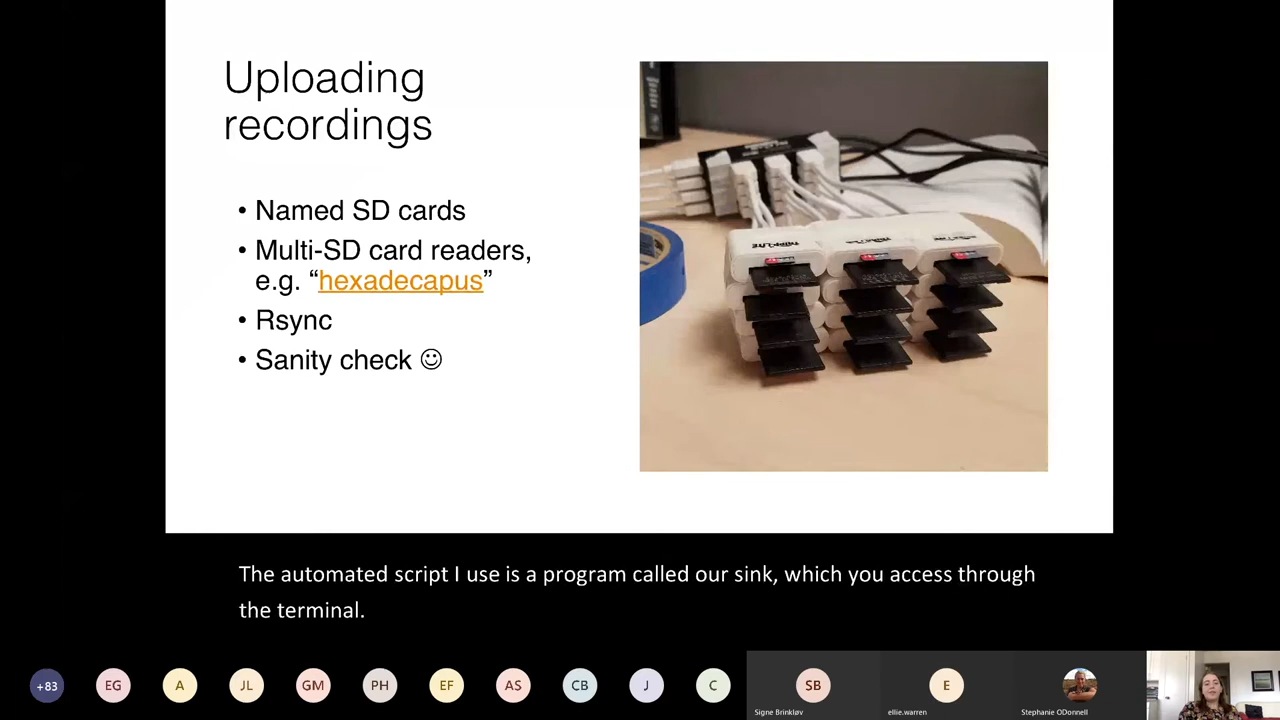 Uploading
recordings
• Named SD cards
• Multi-SD card readers,
e.g. “hexadecapus”
• Rsync
• Sanity check ☺
The automated script I use is a program called our sink, which you access through
the terminal.
+83
EG
A
JL
GM
PH
EF
AS
CB
J
C
SB
E
Signe Brinkløv
ellie.warren
Stephanie ODonnell